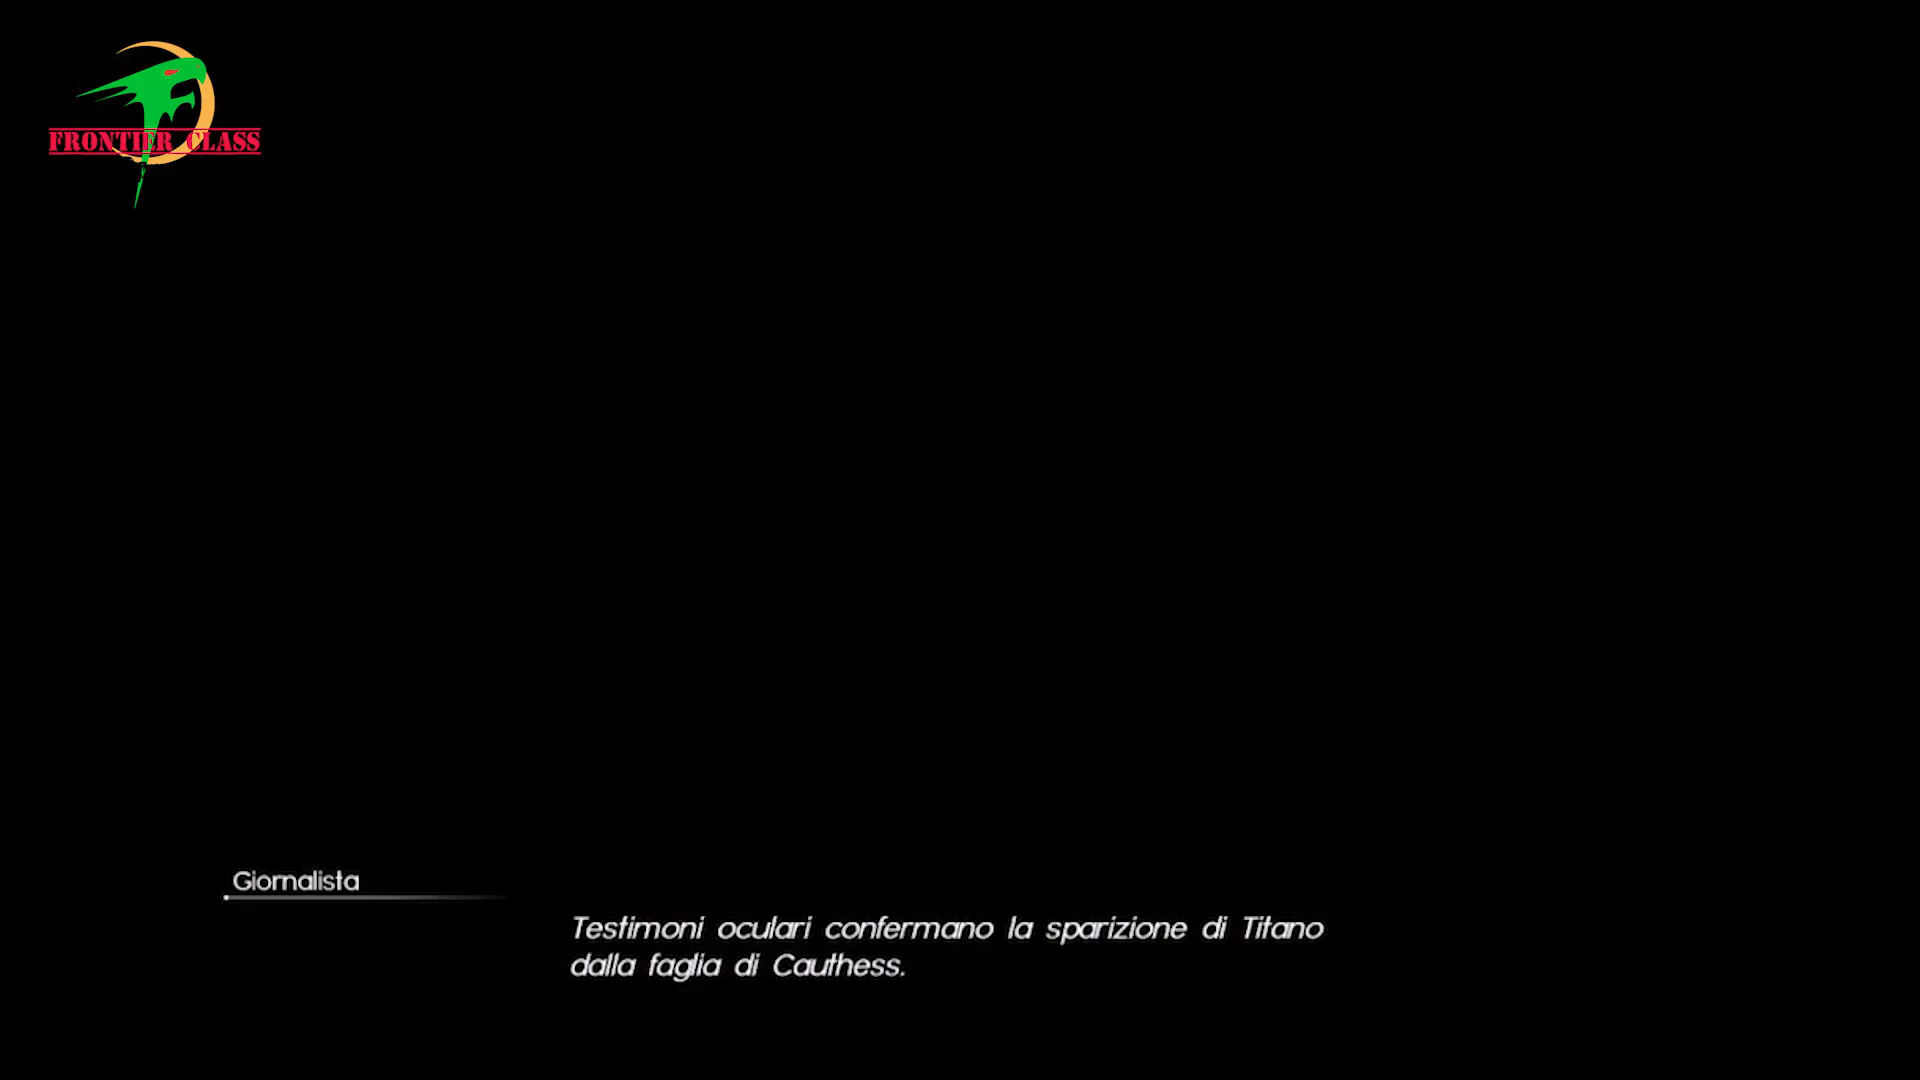 FRONTIER CLASS
Giornalista
Testimoni oculari confermano la sparizione di Titano
dalla faglia di Cauthess.